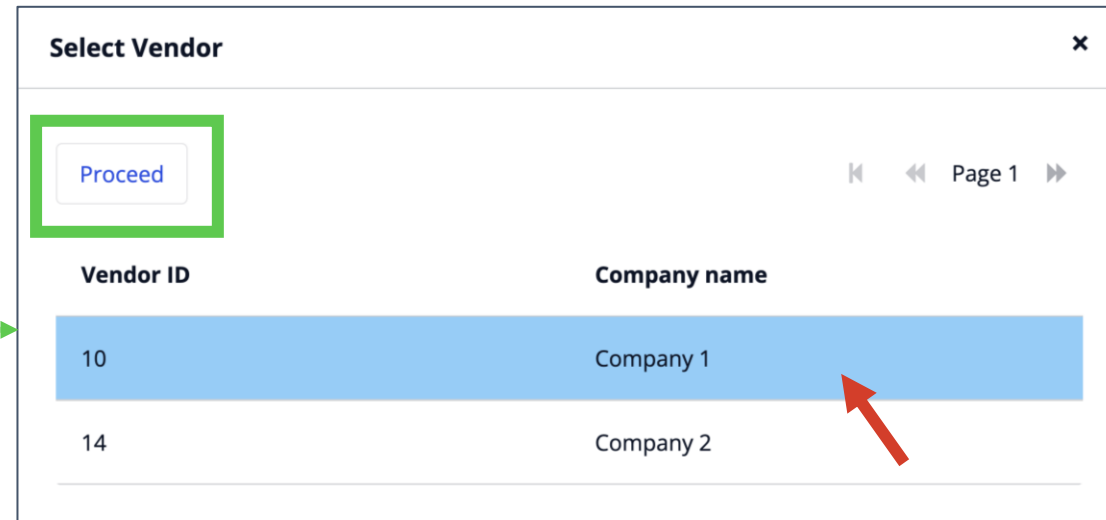 Select Vendor
Proceed
Page 1
Vendor ID Company name
10 Company 1
14 Company 2